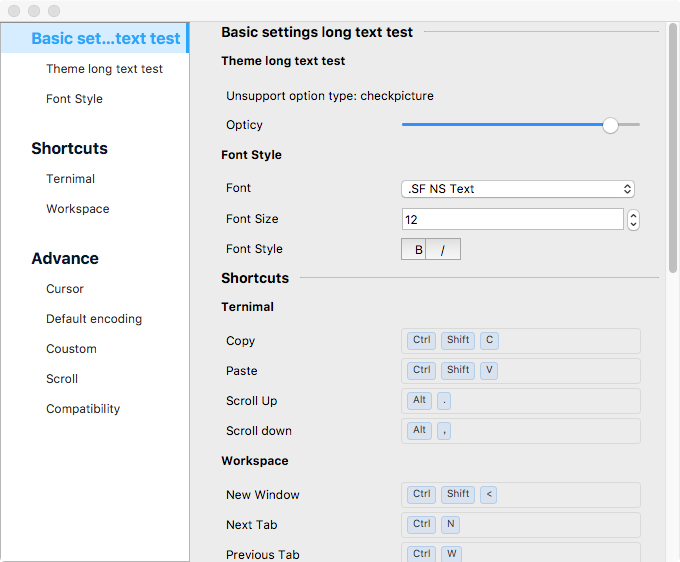 Basic set...text test
Theme long text test
Font Style
Shortcuts
Ternimal
Workspace
Advance
Cursor
Default encoding
Coustom
Scroll
Compatibility
Basic settings long text test
Theme long text test
Unsupport option type: checkpicture
Opticy
Font Style
Font .SF NS Text
Font Size 12
Font Style B /
Shortcuts
Ternimal
Copy Ctrl Shift C
Paste Ctrl Shift V
Scroll Up Alt .
Scroll down Alt ,
Workspace
New Window Ctrl Shift <
Next Tab Ctrl N
Previous Tab Ctrl W